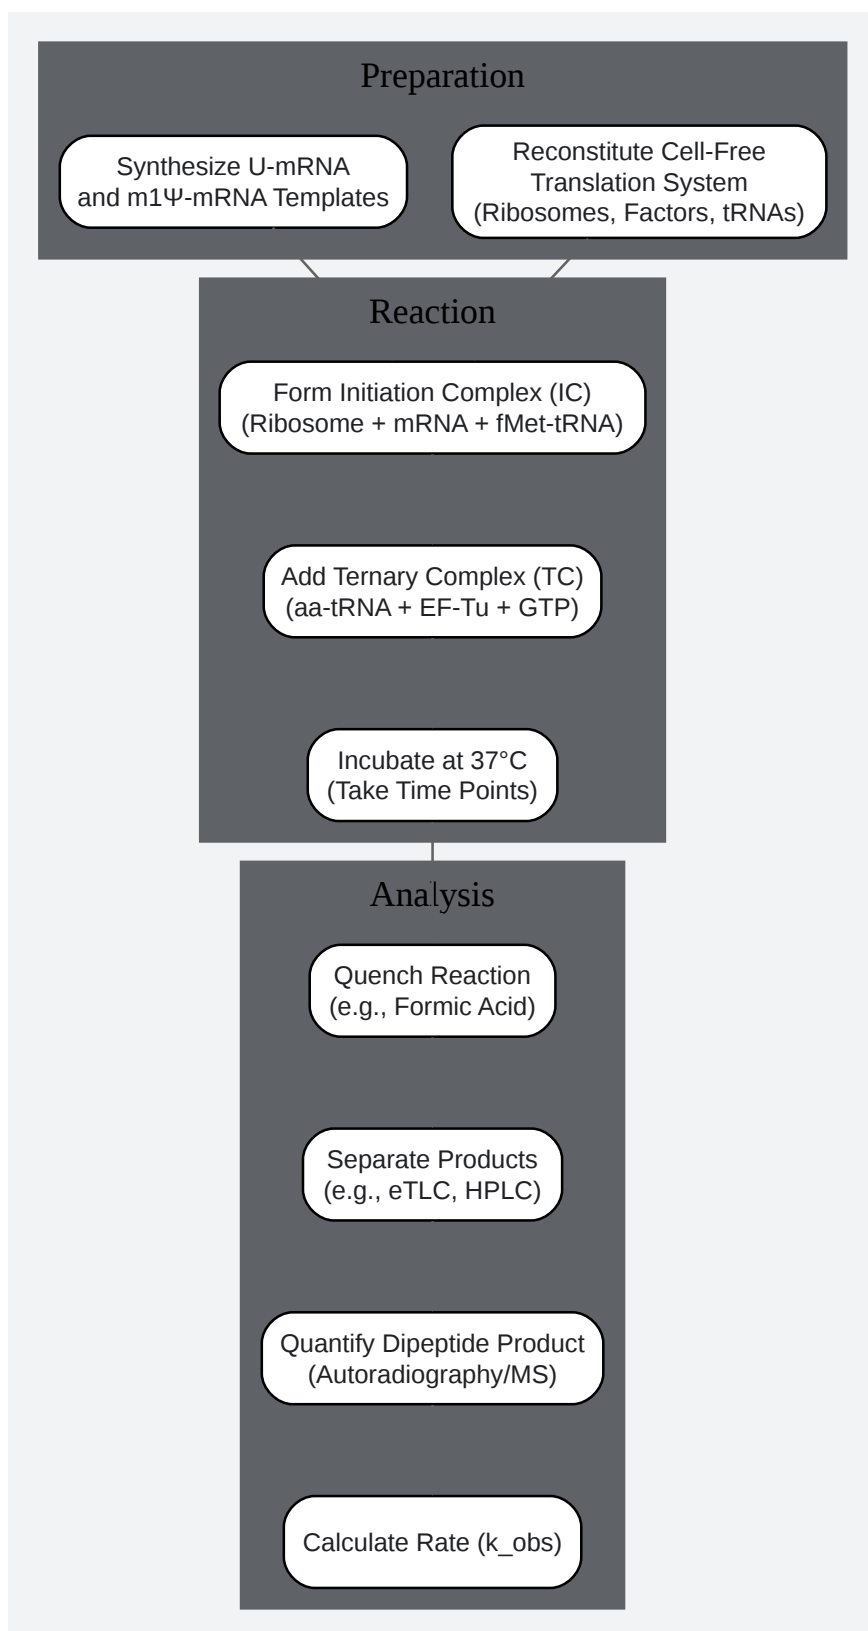 Preparation
Synthesize U-mRNA
and m1Ψ-mRNA Templates
Reconstitute Cell-Free
Translation System
(Ribosomes, Factors, tRNAs)
Reaction
Form Initiation Complex (IC)
(Ribosome + mRNA + fMet-tRNA)
Add Ternary Complex (TC)
(aa-tRNA + EF-Tu + GTP)
Incubate at 37°C
(Take Time Points)
Analysis
Quench Reaction
(e.g., Formic Acid)
Separate Products
(e.g., eTLC, HPLC)
Quantify Dipeptide Product
(Autoradiography/MS)
Calculate Rate (k_obs)